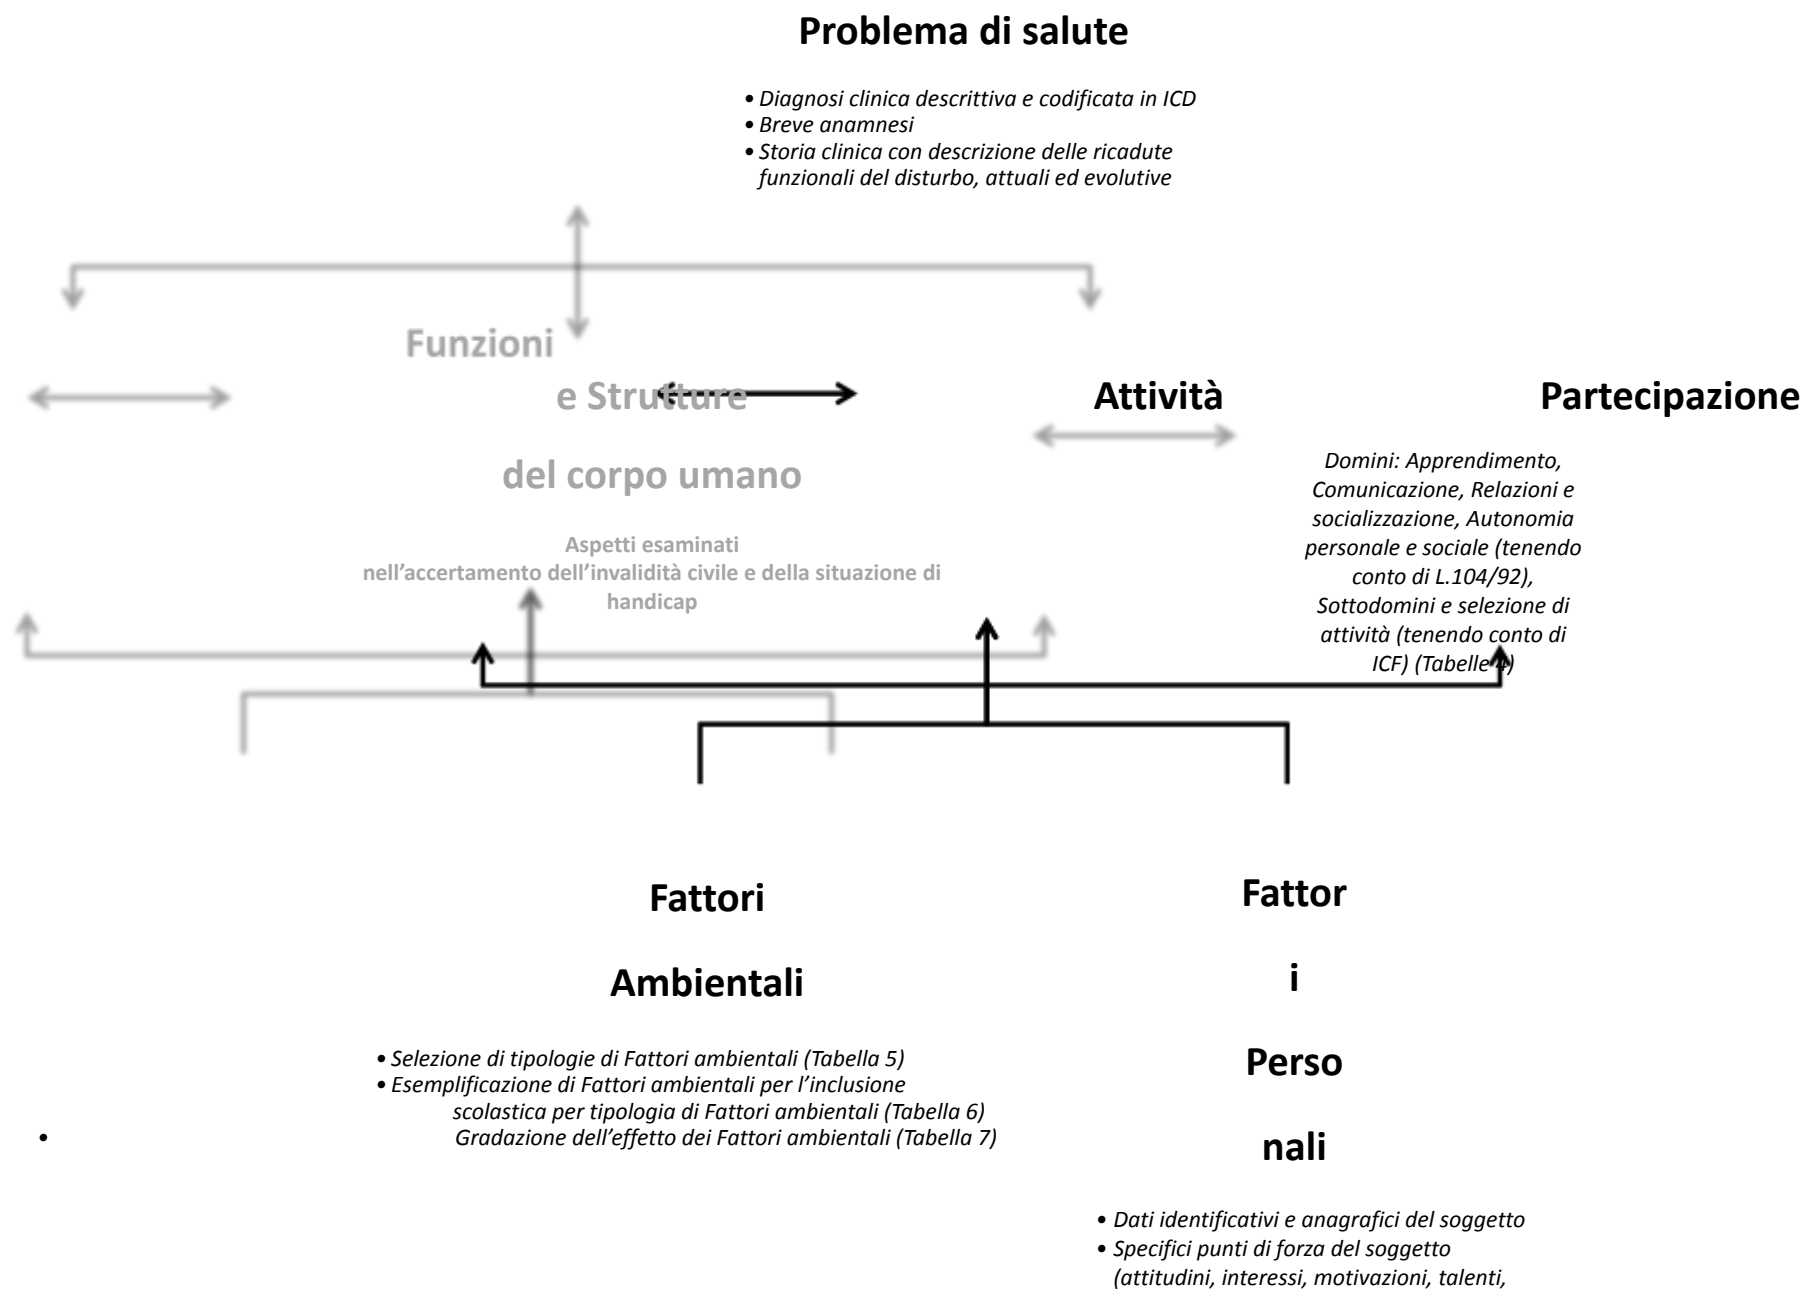 Problema di salute
• Diagnosi clinica descrittiva e codificata in ICD
• Breve anamnesi
• Storia clinica con descrizione delle ricadute
funzionali del disturbo, attuali ed evolutive
Funzioni
e Strutture
del corpo umano
Aspetti esaminati
nell’accertamento dell’invalidità civile e della situazione di
handicap
Attività
Partecipazione
Domini: Apprendimento,
Comunicazione, Relazioni e
socializzazione, Autonomia
personale e sociale (tenendo
conto di L.104/92),
Sottodomini e selezione di
attività (tenendo conto di
ICF) (Tabelle 4)
Fattori
Ambientali
• Selezione di tipologie di Fattori ambientali (Tabella 5)
• Esemplificazione di Fattori ambientali per l’inclusione
scolastica per tipologia di Fattori ambientali (Tabella 6)
• Gradazione dell’effetto dei Fattori ambientali (Tabella 7)
Fattor
i
Perso
nali
• Dati identificativi e anagrafici del soggetto
• Specifici punti di forza del soggetto
(attitudini, interessi, motivazioni, talenti,